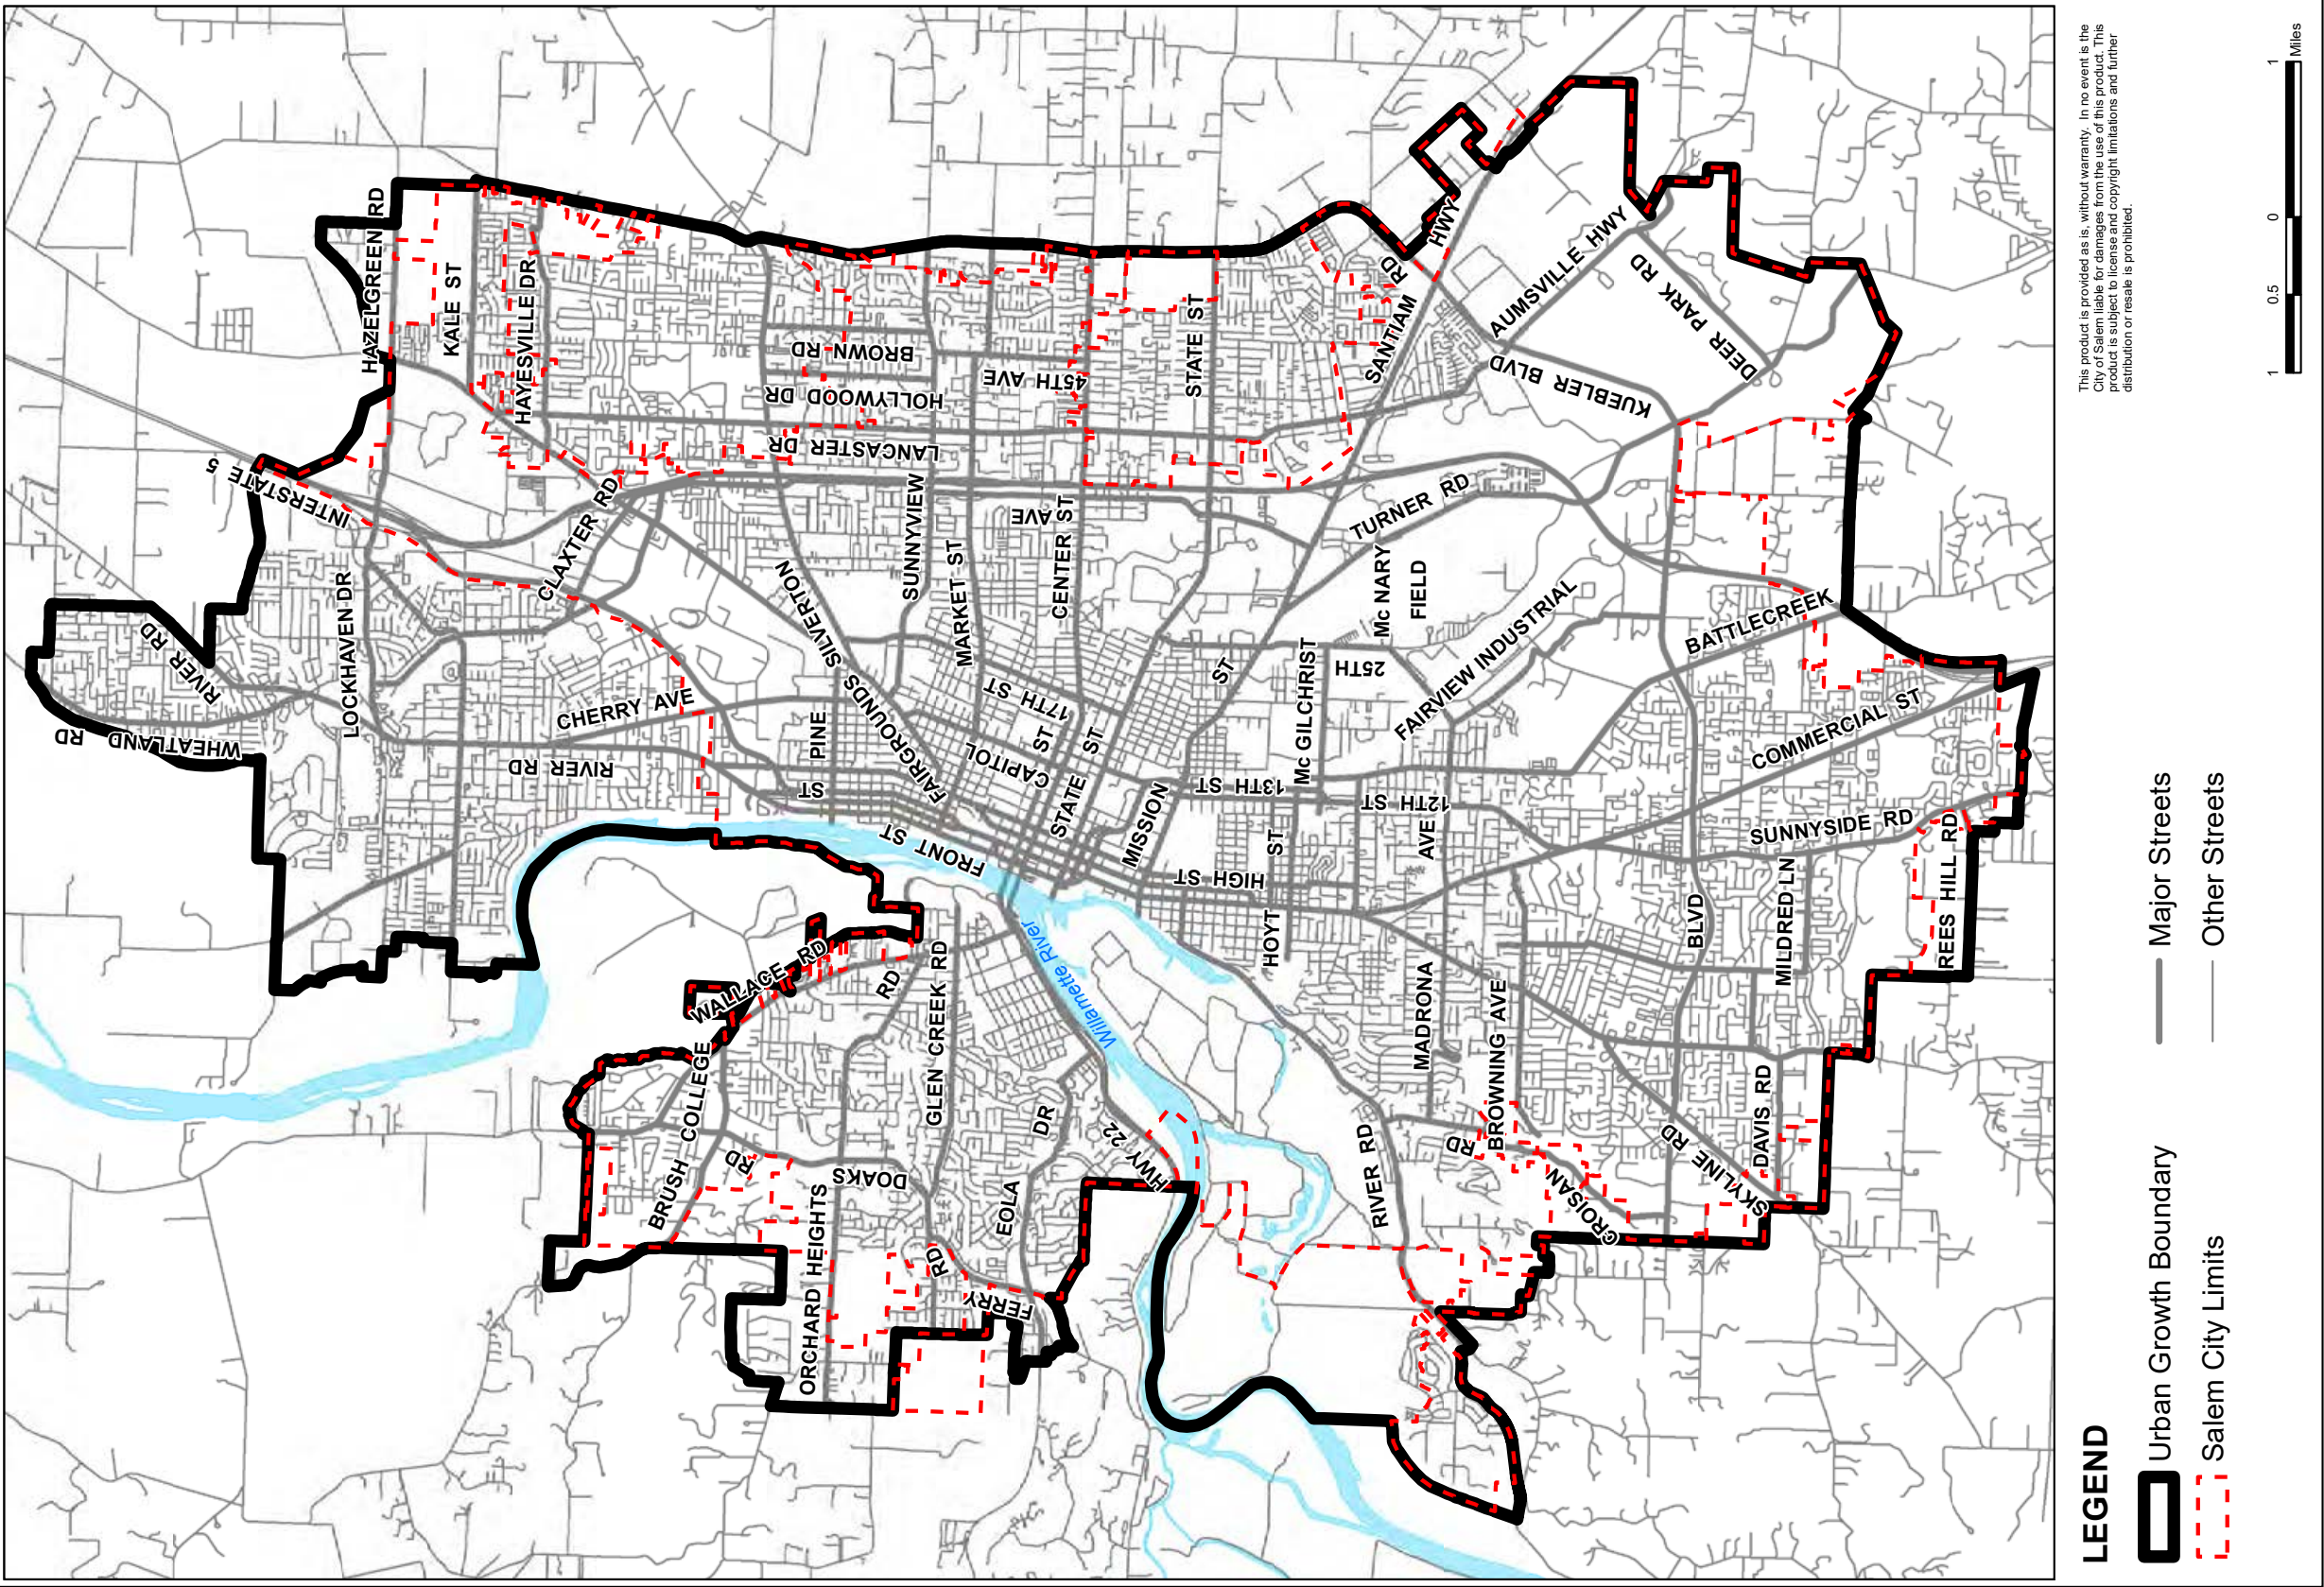 HAZELGREEN RD
KALE ST
HAYESVILLE DR
INTERSTATE 5
CLAXTER RD
LOCKHAVEN DR
RIVER RD
WHEATLAND RD
CHERRY AVE
RIVER RD
BROWN RD
HOLLYWOOD DR
LANCASTER DR
45TH AVE
STATE ST
SUNNYVIEW
AVE
MARKET ST
CENTER ST
SILVERTON
PINE
ST
FAIRGROUNDS
17TH ST
CAPITOL
ST
STATE ST
FRONT ST
MISSION
ST
13TH ST
12TH ST
HIGH ST
HOYT
ST
Mc GILCHRIST
25TH
Mc NARY
FIELD
TURNER RD
SANTIAM
HWY
RD
AUMSVILLE HWY
DEER PARK RD
KUEBLER BLVD
FAIRVIEW INDUSTRIAL
BATTLECREEK
COMMERCIAL ST
SUNNYSIDE RD
REES HILL RD
MILDRED LN
BLVD
MADRONA
AVE
BROWNING AVE
DAVIS RD
SKYLINE
RD
CROISAN
RD
RIVER RD
Willamette River
WALLACE RD
RD
GLEN CREEK RD
BRUSH COLLEGE
RD
DOAKS
FERRY
RD
ORCHARD HEIGHTS
EOLA
DR
HWY 22
LEGEND
Urban Growth Boundary
Salem City Limits
Major Streets
Other Streets
This product is provided as is, without warranty. In no event is the
City of Salem liable for damages from the use of this product. This
product is subject to license and copyright limitations and further
distribution or resale is prohibited.
1 0.5 0 1
Miles